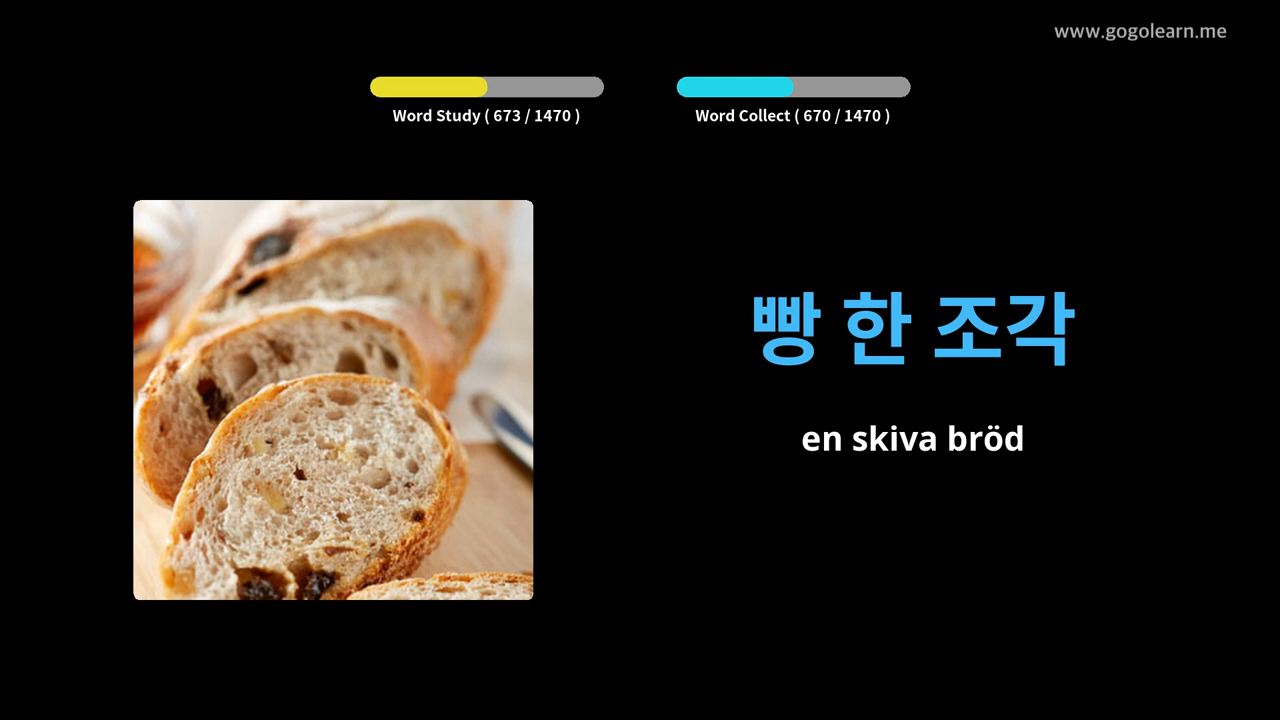 www.gogolearn.me
Word Study ( 673 / 1470 )
Word Collect ( 670 / 1470 )
빵 한 조각
en skiva bröd